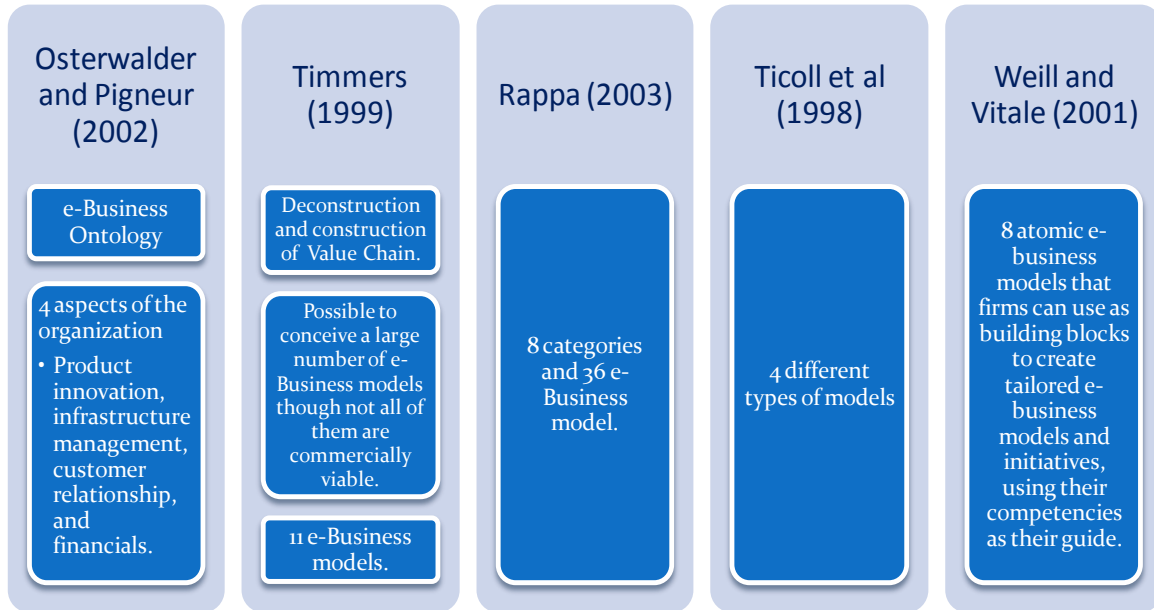 Osterwalder
and Pigneur
(2002)
e-Business
Ontology
4 aspects of the
organization
• Product
innovation,
infrastructure
management,
customer
relationship,
and
financials.
Timmers
(1999)
Deconstruction
and construction
of Value Chain.
Possible to
conceive a large
number of e-
Business models
though not all of
them are
commercially
viable.
11 e-Business
models.
Rappa (2003)
8 categories
and 36 e-
Business
model.
Ticoll et al
(1998)
4 different
types of models
Weill and
Vitale (2001)
8 atomic e-
business
models that
firms can use as
building blocks
to create
tailored e-
business
models and
initiatives,
using their
competencies
as their guide.